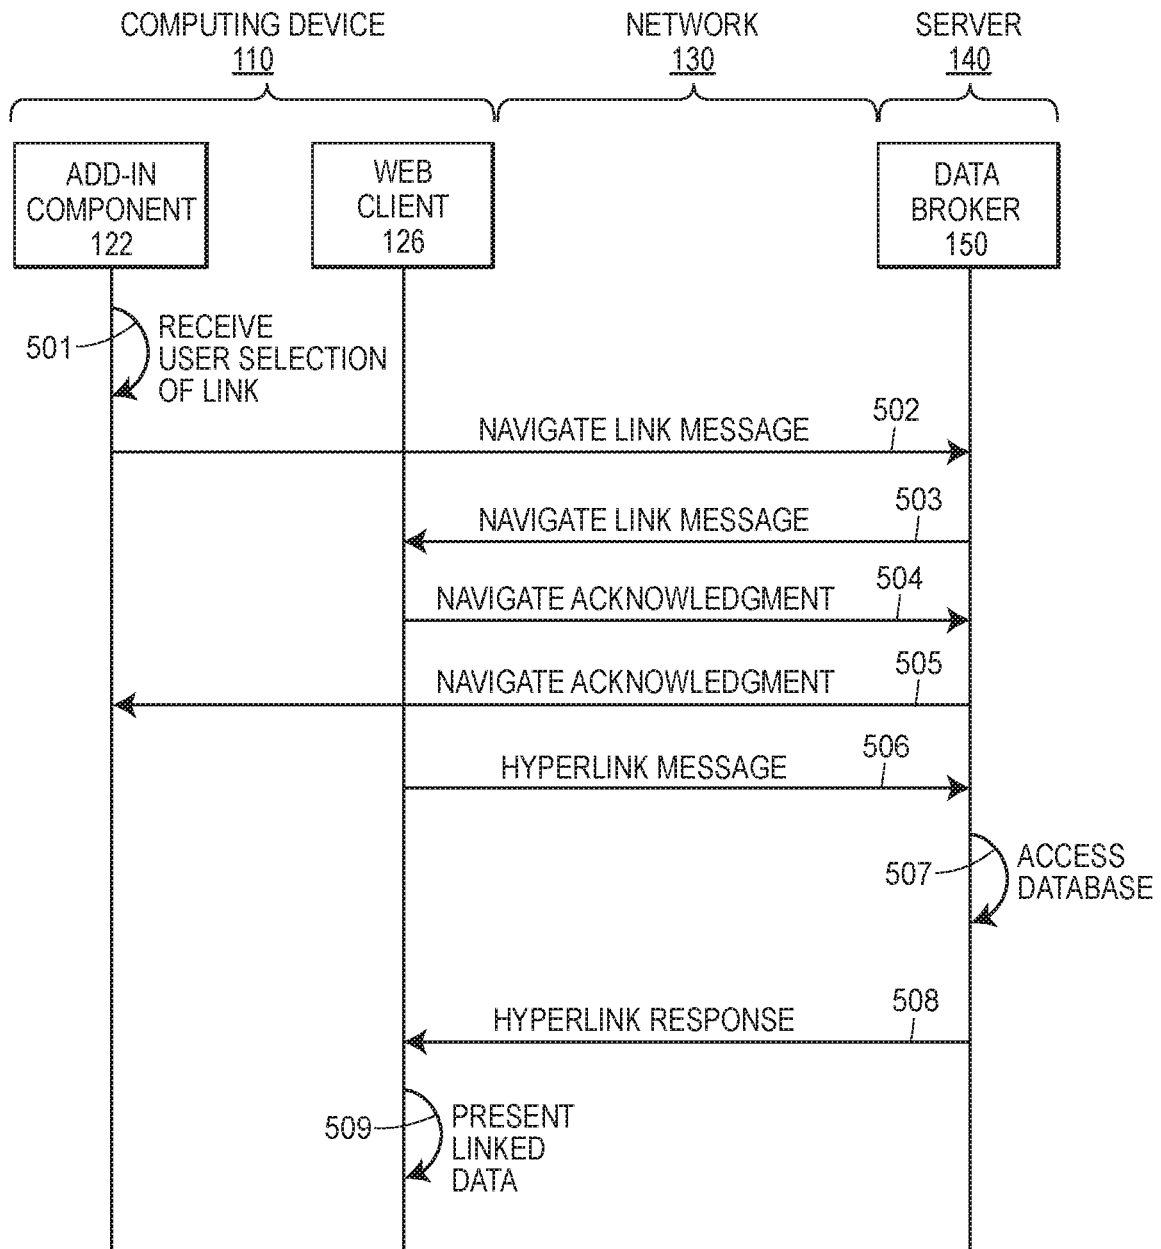 COMPUTING DEVICE
110
NETWORK
130
SERVER
140
ADD-IN
COMPONENT
122
WEB
CLIENT
126
DATA
BROKER
150
501
RECEIVE
USER SELECTION
OF LINK
NAVIGATE LINK MESSAGE
502
NAVIGATE LINK MESSAGE
503
NAVIGATE ACKNOWLEDGMENT
504
NAVIGATE ACKNOWLEDGMENT
505
HYPERLINK MESSAGE
506
507
ACCESS
DATABASE
HYPERLINK RESPONSE
508
509
PRESENT
LINKED
DATA